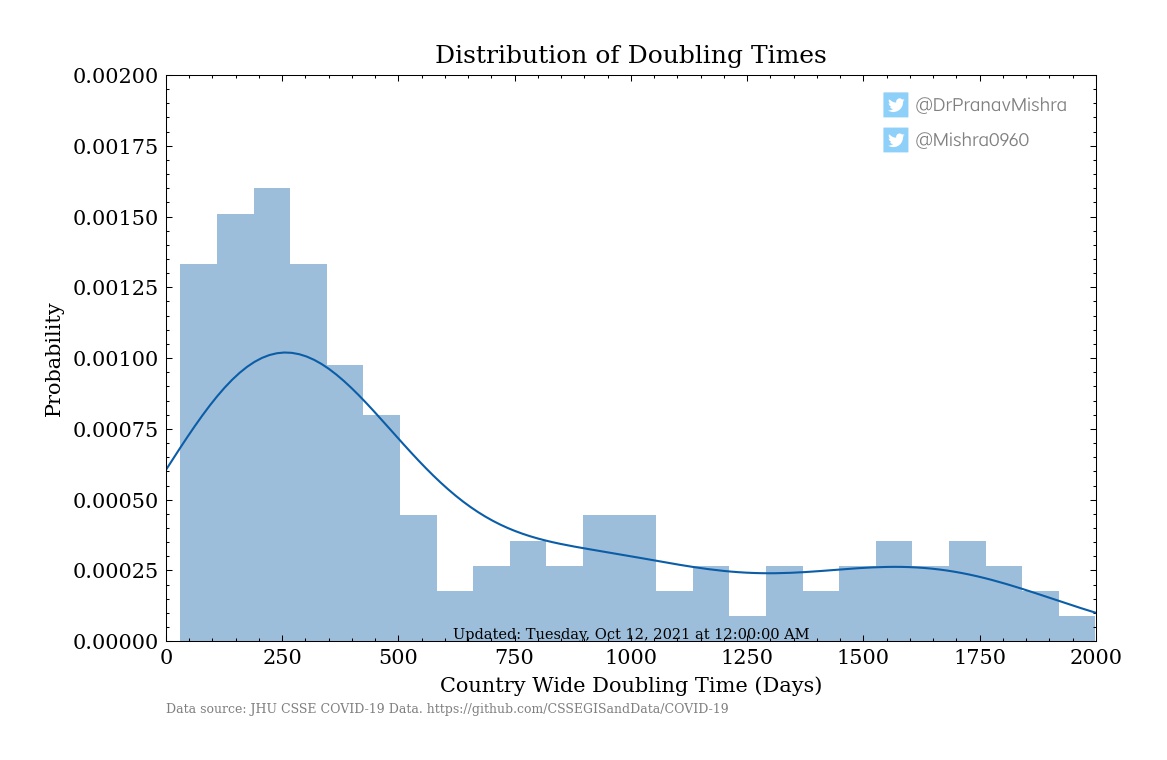 Distribution of Doubling Times
@DrPranavMishra
@Mishra0960
0.00200
0.00175
0.00150
0.00125
0.00100
0.00075
0.00050
0.00025
0.00000
Probability
Updated: Tuesday, Oct 12, 2021 at 12:00:00 AM
0 250 500 750 1000 1250 1500 1750 2000
Country Wide Doubling Time (Days)
Data source: JHU CSSE COVID-19 Data. https://github.com/CSSEGISandData/COVID-19